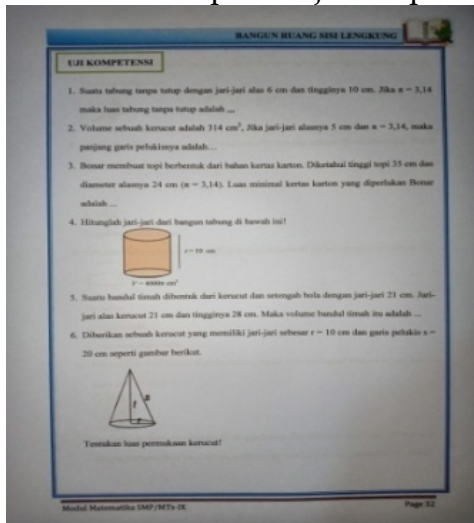 BANGUN RUANG SISI LENGKUNG
UJI KOMPETENSI
1. Suatu tabung tanpa tutup dengan jari-jari alas 6 cm dan tingginya 10 cm. Jika π = 3,14
maka luas tabung tanpa tutup adalah ...
2. Volume sebuah kerucut adalah 314 cm³. Jika jari-jari alasnya 5 cm dan π = 3,14, maka
panjang garis pelukisnya adalah...
3. Bonar membuat topi berbentuk dari bahan kertas karton. Diketahui tinggi topi 35 cm dan
diameter alasnya 24 cm (π = 3,14). Luas minimal kertas karton yang diperlukan Bonar
adalah ...
4. Hitunglah jari-jari dari bangun tabung di bawah ini!
= 10 cm
5. Suatu bandul timah dibentuk dari kerucut dan setengah bola dengan jari-jari 21 cm. Jari-
jari alas kerucut 21 cm dan tingginya 28 cm. Maka volume bandul timah itu adalah ...
6. Diberikan sebuah kerucut yang memiliki jari-jari sebesar r = 10 cm dan garis pelukis s =
20 cm seperti gambar berikut.
t
Tentukan luas permukaan kerucut!
Modul Matematika SMP/MTs-IX
Page 32